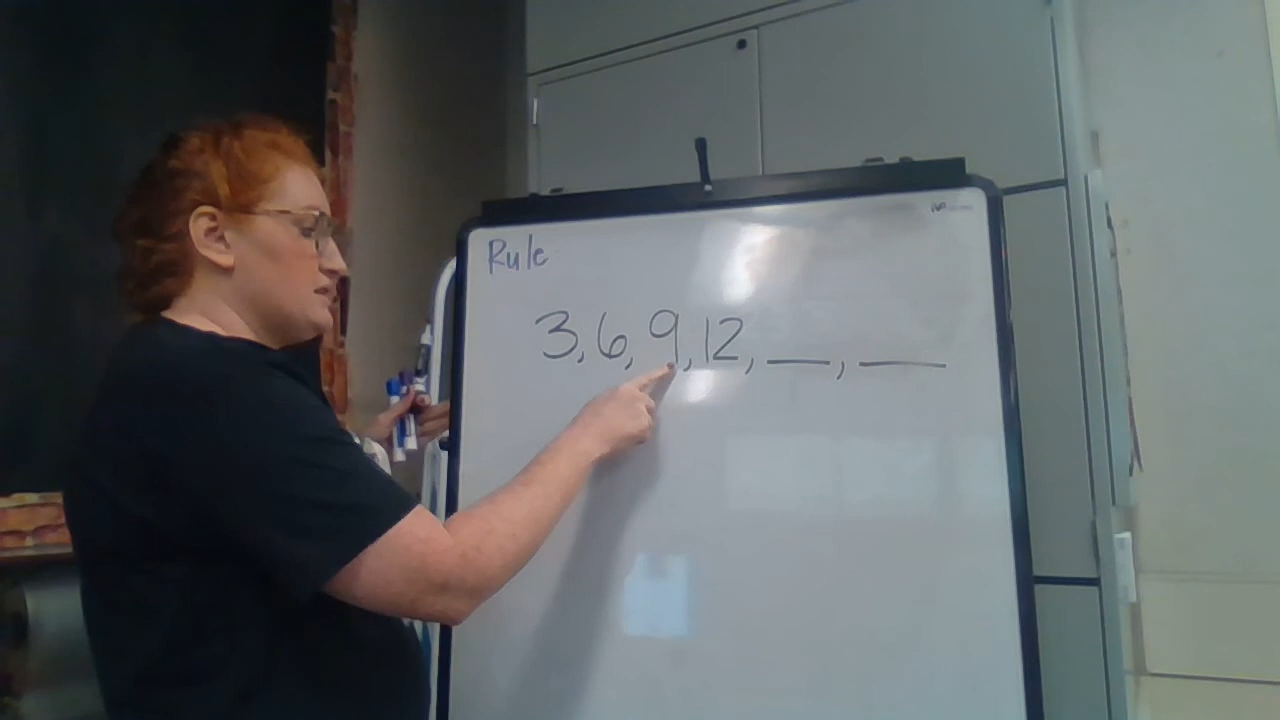 Rule
3, 6, 9, 12, ___, ___